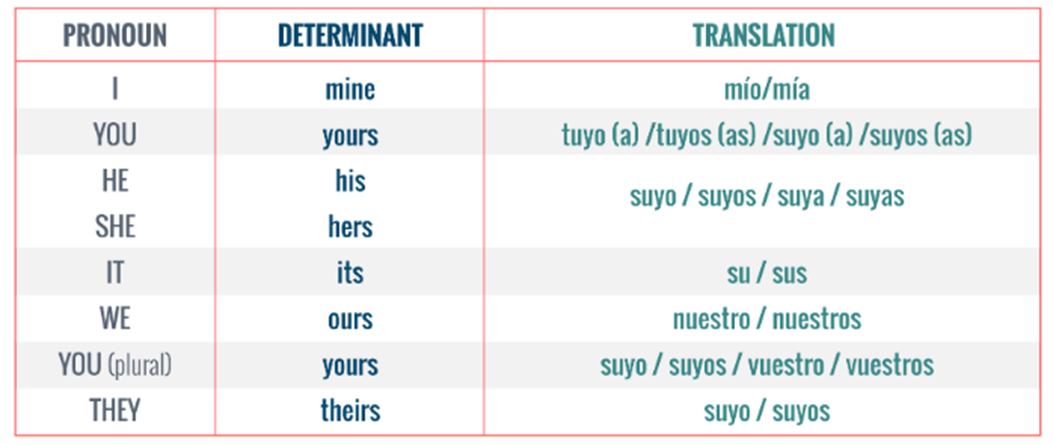 PRONOUN DETERMINANT TRANSLATION
I mine mío/mía
YOU yours tuyo (a) /tuyos (as) /suyo (a) /suyos (as)
HE his suyo / suyos / suya / suyas
SHE hers
IT its su / sus
WE ours nuestro / nuestros
YOU (plural) yours suyo / suyos / vuestro / vuestros
THEY theirs suyo / suyos